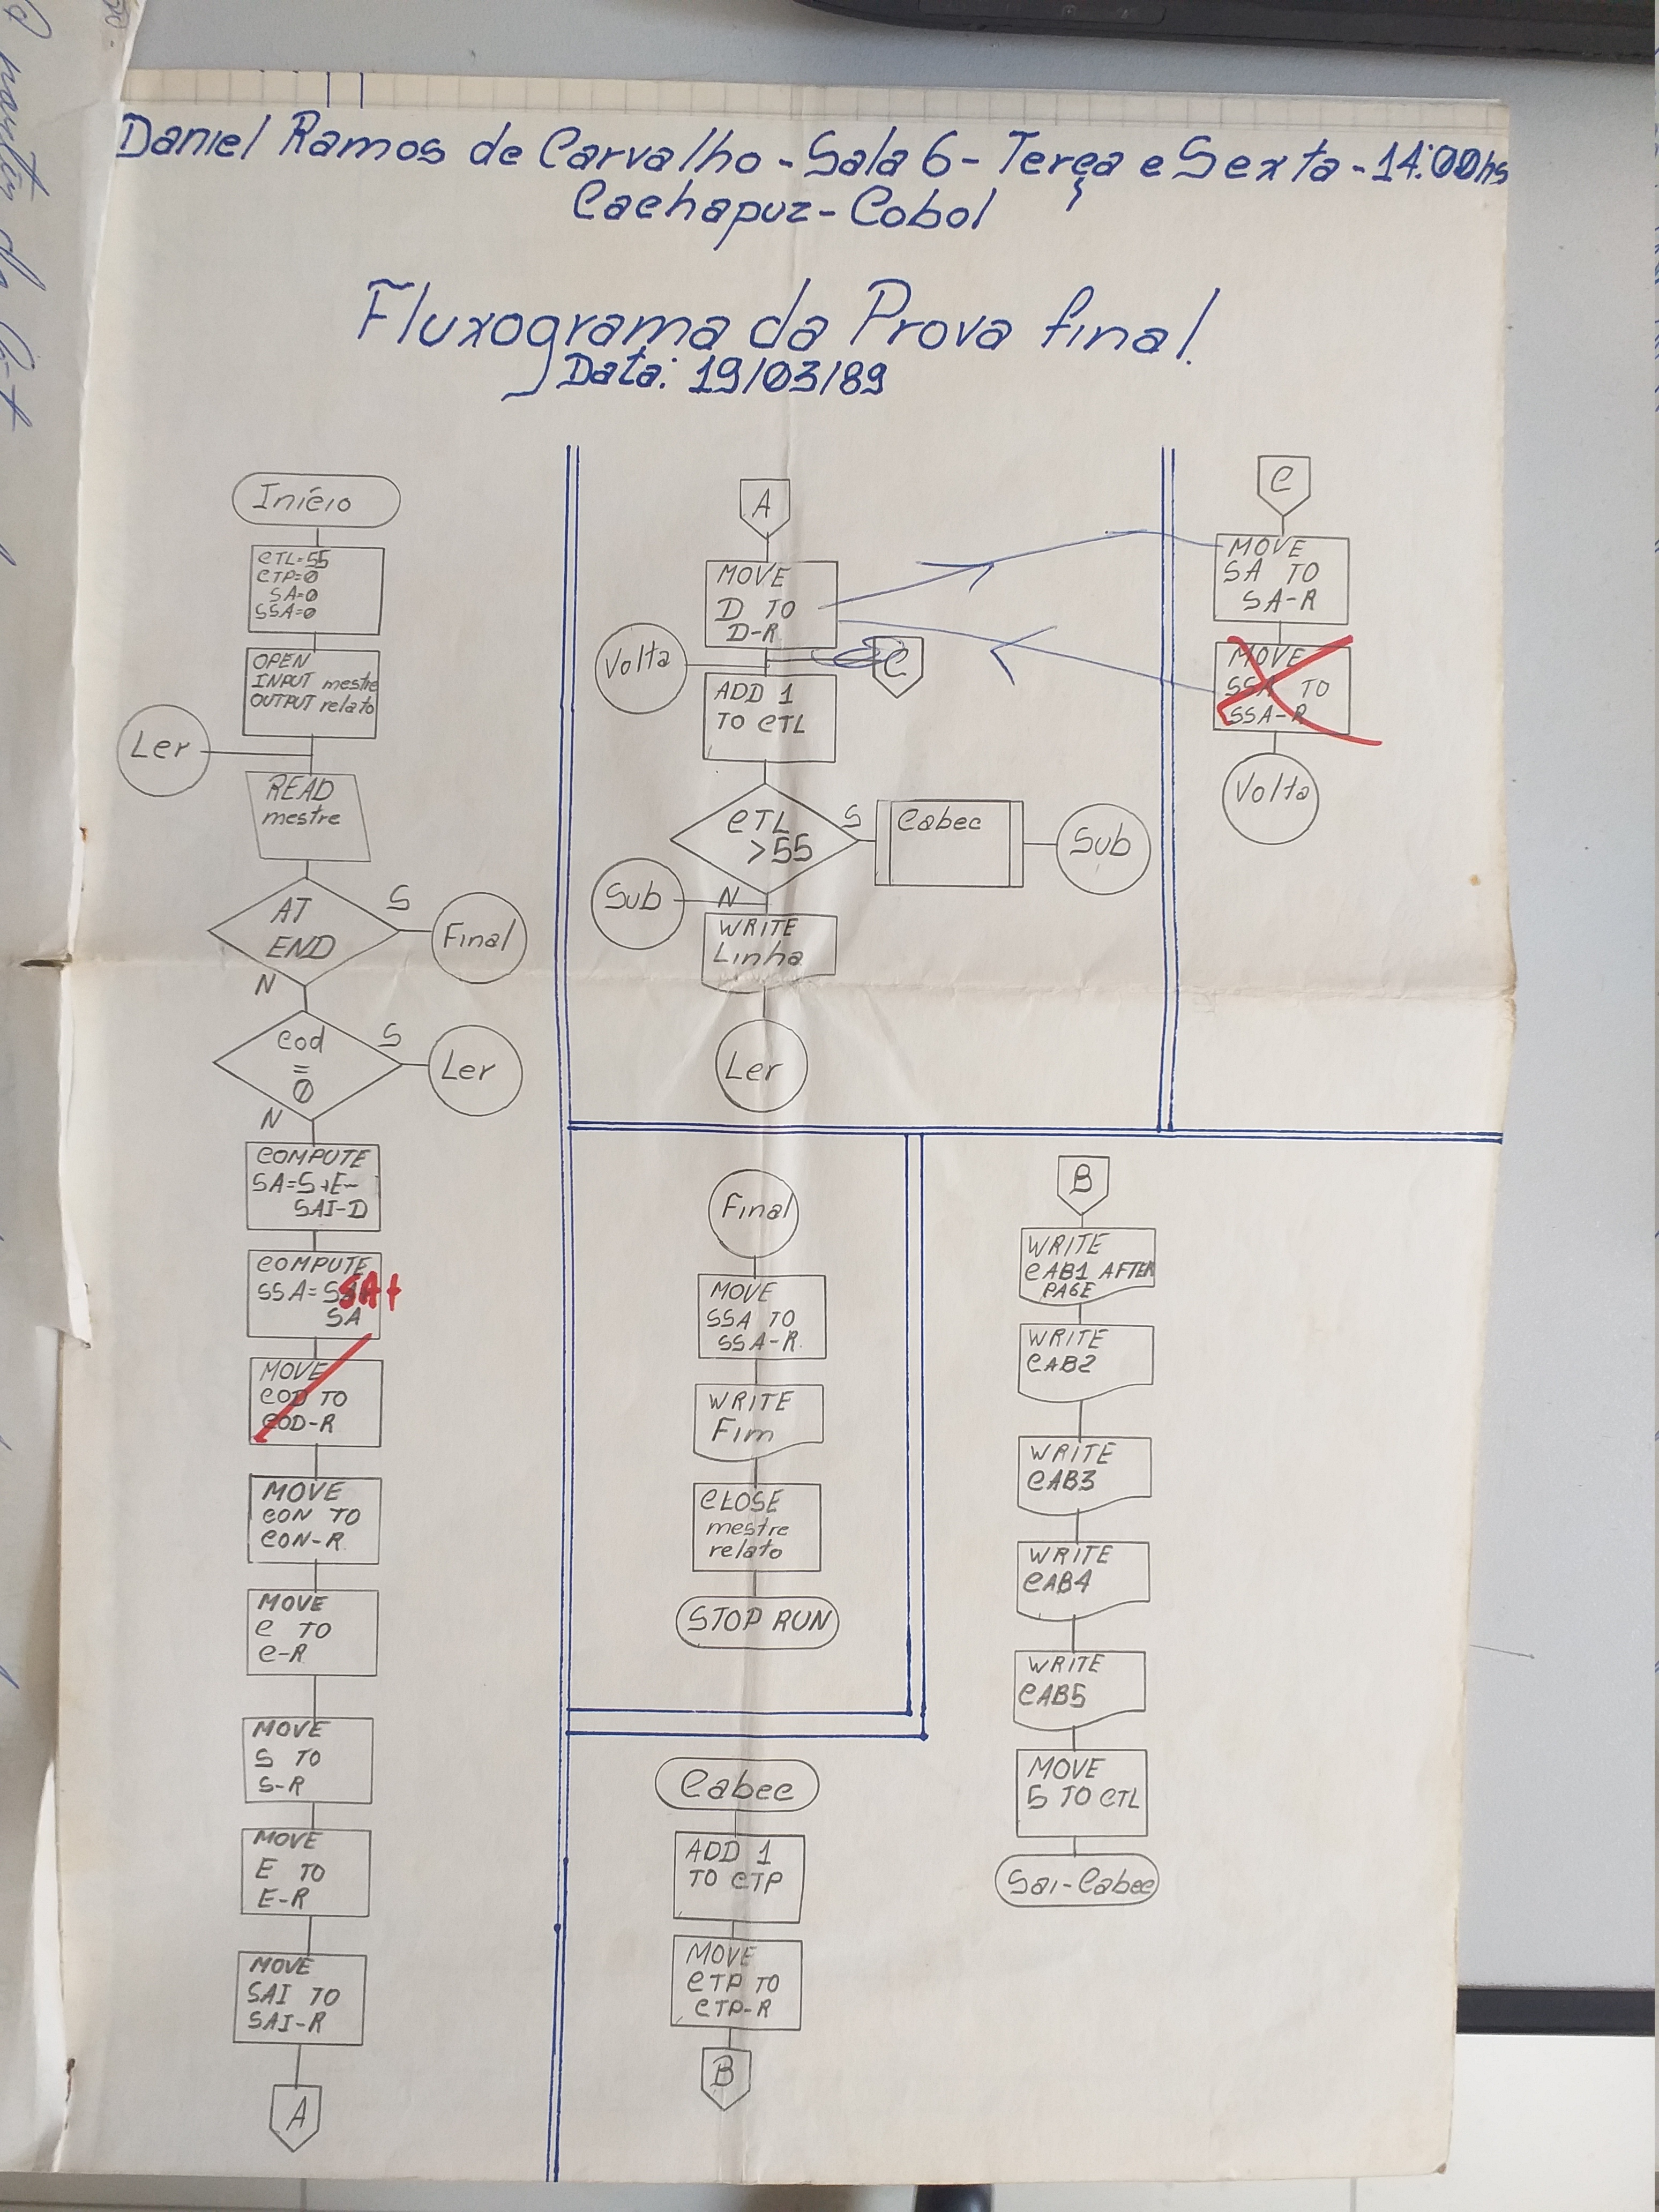 Daniel Ramos de Carvalho - Sala 6 - Terça e Sexta - 14:00hs
Cachapuz - Cobol
Fluxograma da Prova final
Data: 19/03/89
Início
CTL=55
CTP=0
SA=0
SSA=0
OPEN
INPUT mestre
OUTPUT relato
Ler
READ
mestre
AT
END
S
Final
N
Cod
=
0
S
Ler
N
COMPUTE
SA=S+E-
SAI-D
COMPUTE
SSA=SSA+
SA
MOVE
COD TO
COD-R
MOVE
CON TO
CON-R
MOVE
C TO
C-R
MOVE
S TO
S-R
MOVE
E TO
E-R
MOVE
SAI TO
SAI-R
A
A
MOVE
D TO
D-R
Volta
C
ADD 1
TO CTL
CTL
>55
S
Cabec
Sub
Sub
N
WRITE
Linha
Ler
C
MOVE
SA TO
SA-R
MOVE
SSA TO
SSA-R
Volta
Final
MOVE
SSA TO
SSA-R
WRITE
Fim
CLOSE
mestre
relato
STOP RUN
Cabec
ADD 1
TO CTP
MOVE
CTP TO
CTP-R
B
B
WRITE
CAB1 AFTER
PAGE
WRITE
CAB2
WRITE
CAB3
WRITE
CAB4
WRITE
CAB5
MOVE
5 TO CTL
Sai-Cabec